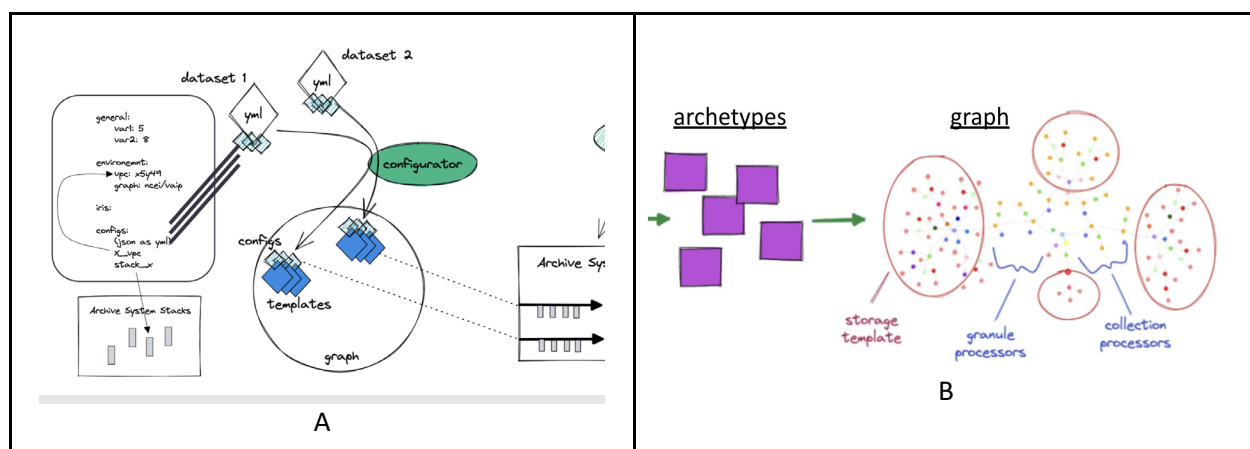 dataset 1
dataset 2
yml
yml
general:
var1: 5
var2: 8
environemnt:
vpc: x5y49
graph: ncei/vaip
iris:
configs:
(json as yml)
x_vpc
stack_x
configurator
configs
templates
graph
Archive System Stacks
Archive Sys
A
archetypes
graph
storage
template
granule
processors
collection
processors
B